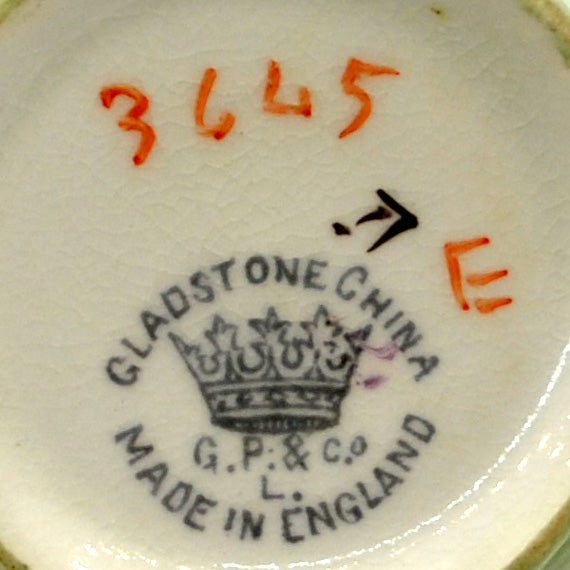 3645
E
GLADSTONE CHINA
G.P. & Co
L.
MADE IN ENGLAND